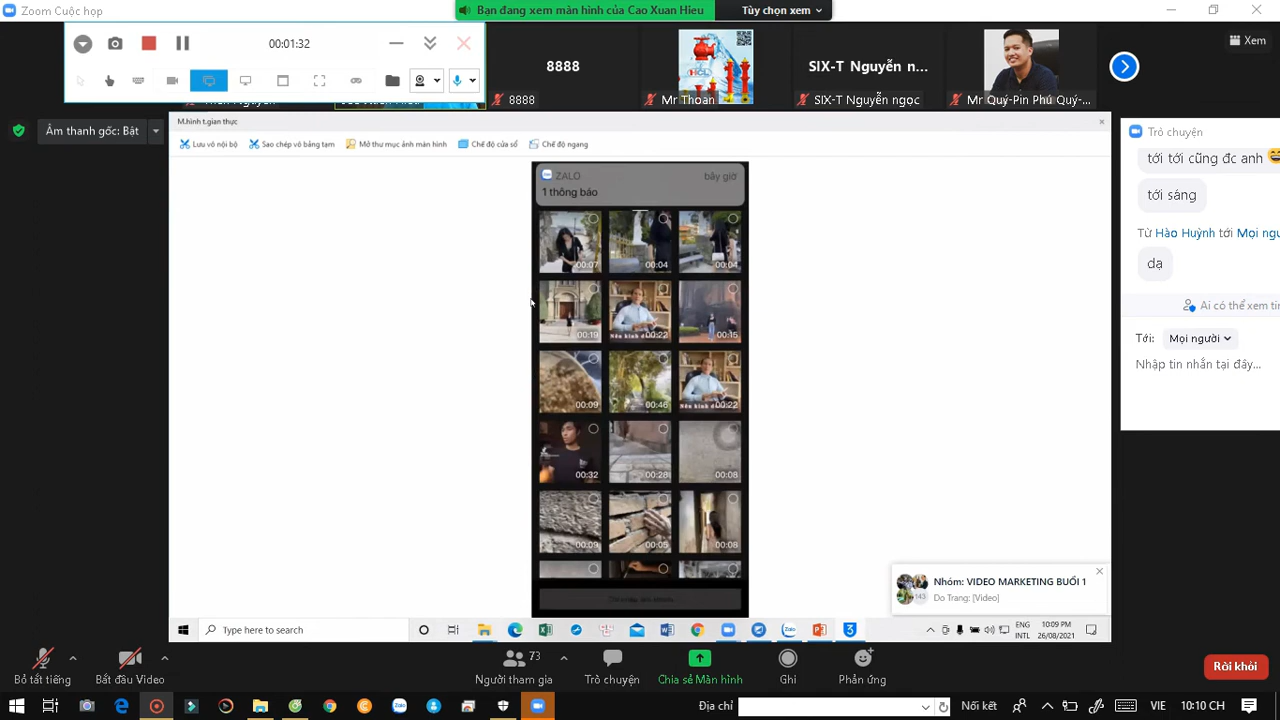 Zoom Cuộc họp
Bạn đang xem màn hình của Cao Xuan Hieu
Tùy chọn xem
00:01:32
Xem
8888
SIX-T Nguyễn n...
8888
Mr Thoan
SIX-T Nguyễn ngọc
Mr Quý-Pin Phú Quý-...
Âm thanh gốc: Bật
M.hình t.gian thực
Lưu vô nội bộ
Sao chép vô bảng tạm
Mở thư mục ảnh màn hình
Chế độ cửa sổ
Chế độ ngang
ZALO
bây giờ
1 thông báo
00:07
00:04
00:04
00:19
00:22
00:15
00:09
00:46
00:22
00:32
00:28
00:08
00:09
00:05
00:08
Trò chuyện
tới tới cũng đc anh
tới sáng
Từ Hào Huỳnh tới Mọi ngu
dạ
Ai có thể xem tin
Tới:
Mọi người
Nhập tin nhắn tại đây...
Nhóm: VIDEO MARKETING BUỔI 1
143
Do Trang: [Video]
Type here to search
ENG
INTL
10:09 PM
26/08/2021
Bỏ tắt tiếng
Bắt đầu Video
73
Người tham gia
Trò chuyện
Chia sẻ Màn hình
Ghi
Phản ứng
Rời khỏi
Địa chỉ
Nối kết
VIE
10:10 CH